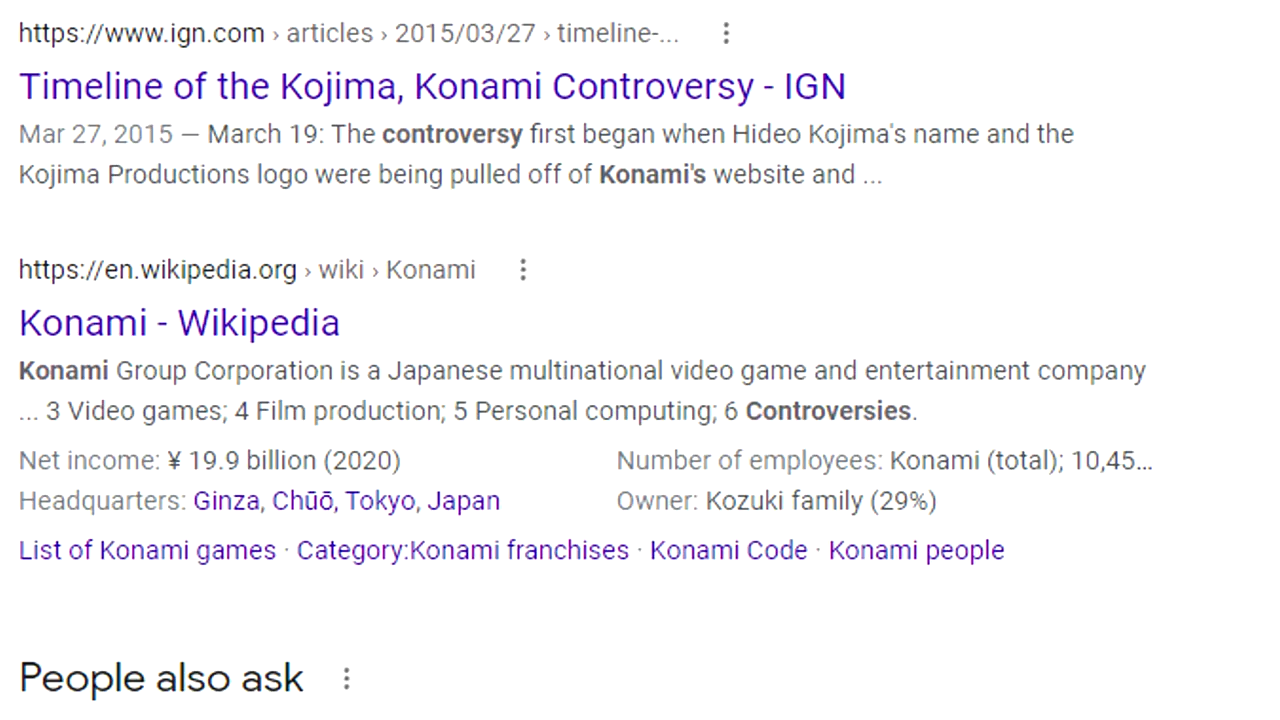 https://www.ign.com › articles › 2015/03/27 › timeline-...
Timeline of the Kojima, Konami Controversy - IGN
Mar 27, 2015 — March 19: The controversy first began when Hideo Kojima's name and the
Kojima Productions logo were being pulled off of Konami's website and ...
https://en.wikipedia.org › wiki › Konami
Konami - Wikipedia
Konami Group Corporation is a Japanese multinational video game and entertainment company
... 3 Video games; 4 Film production; 5 Personal computing; 6 Controversies.
Net income: ¥ 19.9 billion (2020) Number of employees: Konami (total); 10,45...
Headquarters: Ginza, Chūō, Tokyo, Japan Owner: Kozuki family (29%)
List of Konami games · Category:Konami franchises · Konami Code · Konami people
People also ask